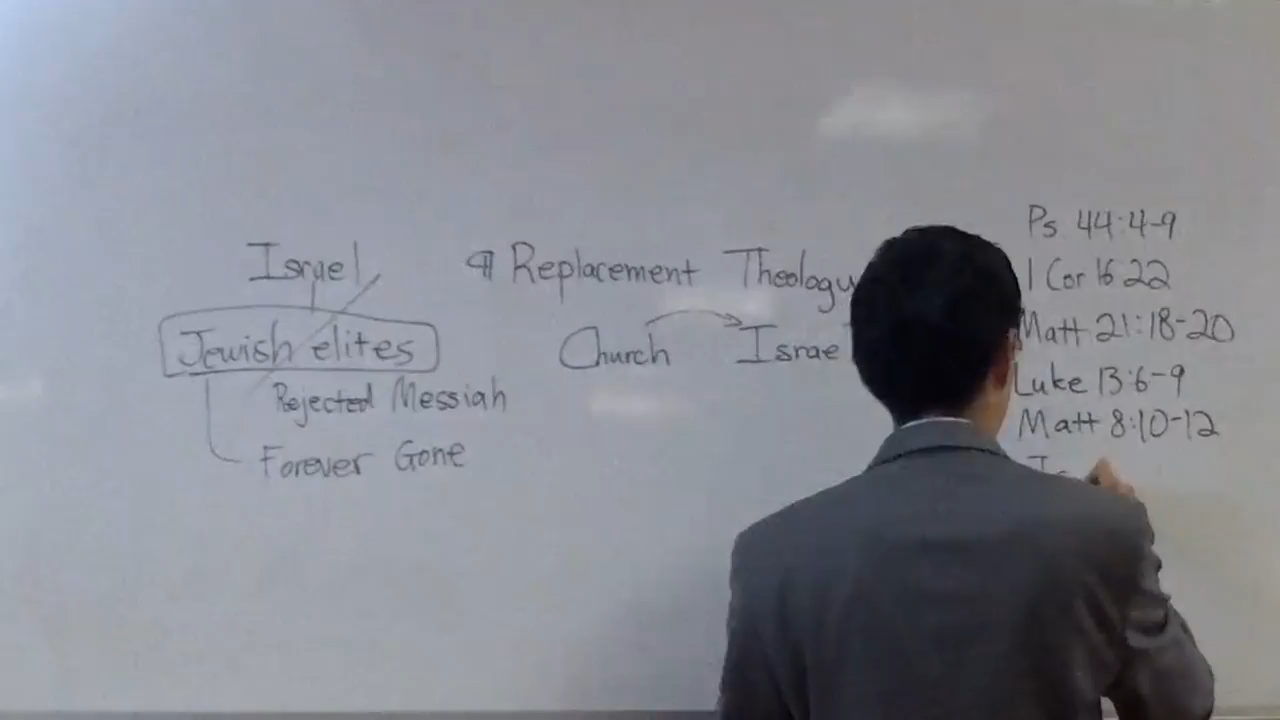 Israel
Jewish elites
Rejected Messiah
Forever Gone
¶ Replacement Theology
Church Israe
Ps 44:4-9
1 Cor 16:22
Matt 21:18-20
Luke 13:6-9
Matt 8:10-12